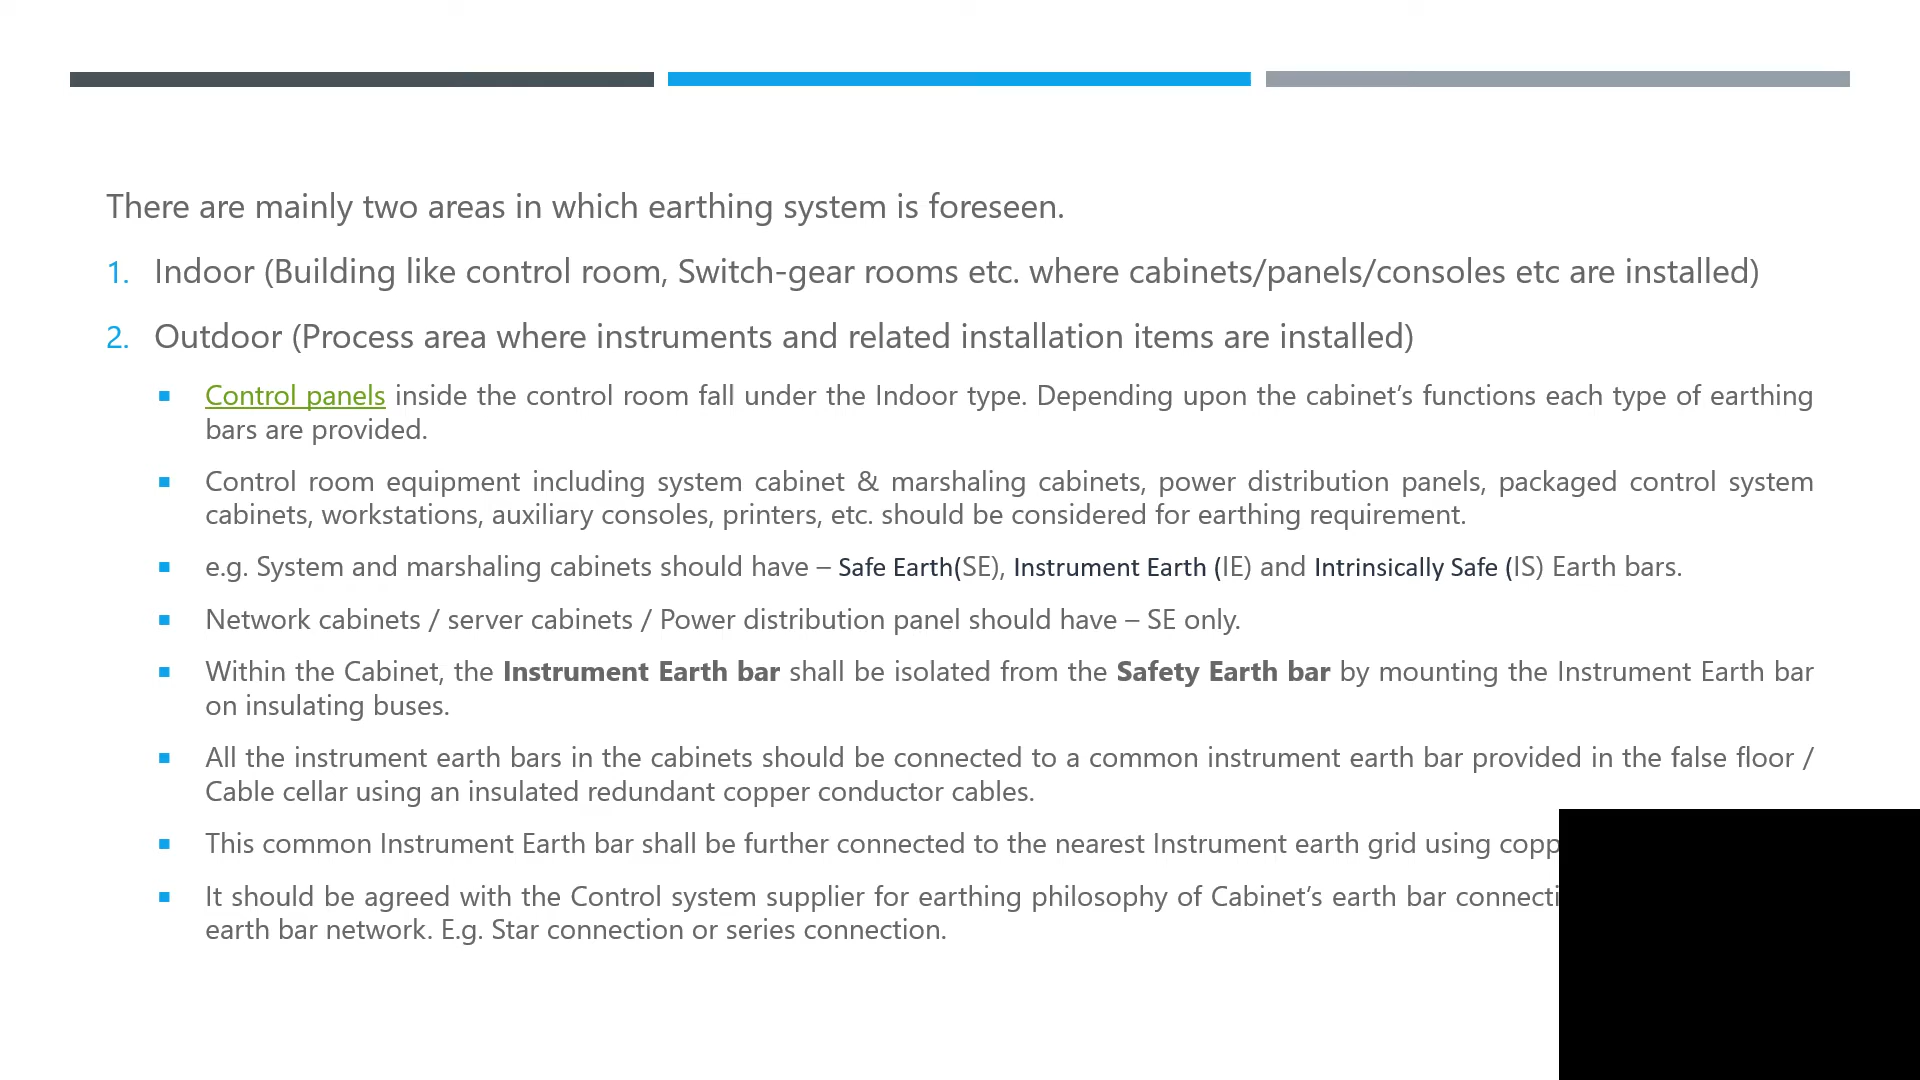 There are mainly two areas in which earthing system is foreseen.
1. Indoor (Building like control room, Switch-gear rooms etc. where cabinets/panels/consoles etc are installed)
2. Outdoor (Process area where instruments and related installation items are installed)
Control panels inside the control room fall under the Indoor type. Depending upon the cabinet’s functions each type of earthing
bars are provided.
Control room equipment including system cabinet & marshaling cabinets, power distribution panels, packaged control system
cabinets, workstations, auxiliary consoles, printers, etc. should be considered for earthing requirement.
e.g. System and marshaling cabinets should have – Safe Earth(SE), Instrument Earth (IE) and Intrinsically Safe (IS) Earth bars.
Network cabinets / server cabinets / Power distribution panel should have – SE only.
Within the Cabinet, the Instrument Earth bar shall be isolated from the Safety Earth bar by mounting the Instrument Earth bar
on insulating buses.
All the instrument earth bars in the cabinets should be connected to a common instrument earth bar provided in the false floor /
Cable cellar using an insulated redundant copper conductor cables.
This common Instrument Earth bar shall be further connected to the nearest Instrument earth grid using
It should be agreed with the Control system supplier for earthing philosophy of Cabinet’s earth bar
earth bar network. E.g. Star connection or series connection.